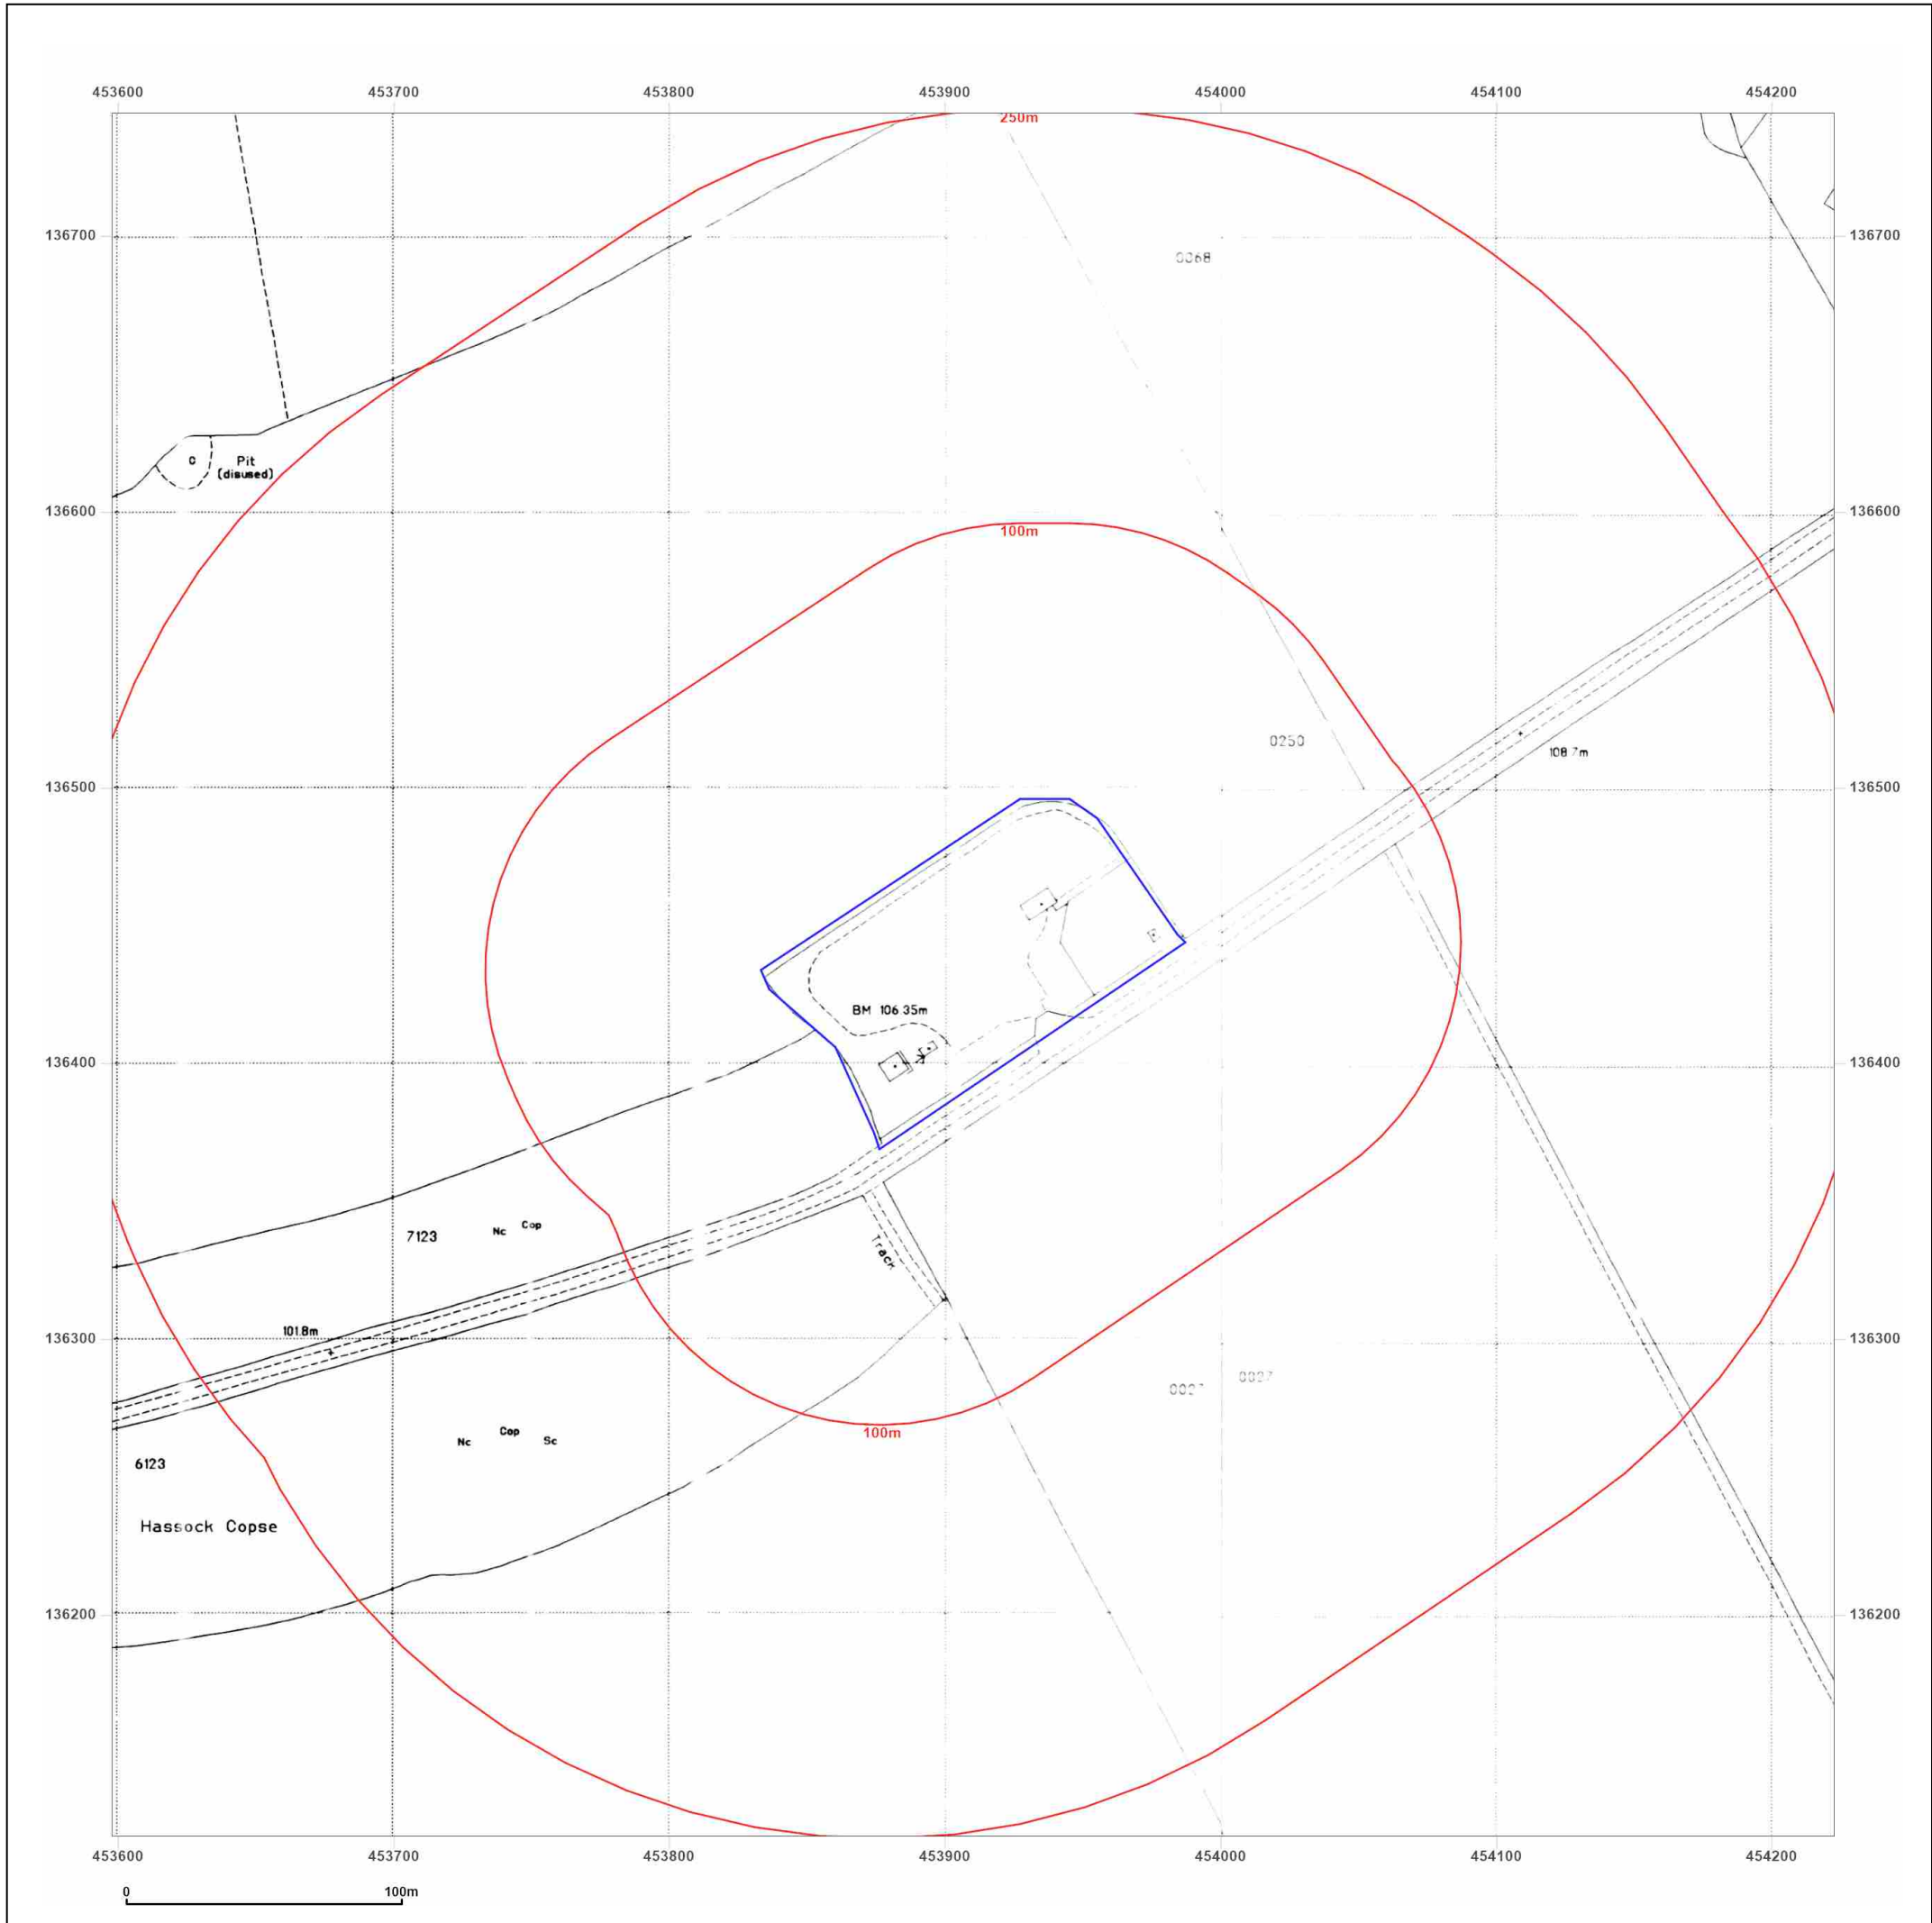 453600 453700 453800 453900 454000 454100 454200
250m
136700 136700
0068
Pit
(disused)
136600 136600
100m
0250
108.7m
136500 136500
BM 106.35m
136400 136400
7123 Nc Cop
Track
101.8m
136300 136300
0027
Nc Cop Sc
100m
6123
Hassock Copse
136200 136200
453600 453700 453800 453900 454000 454100 454200
0 100m